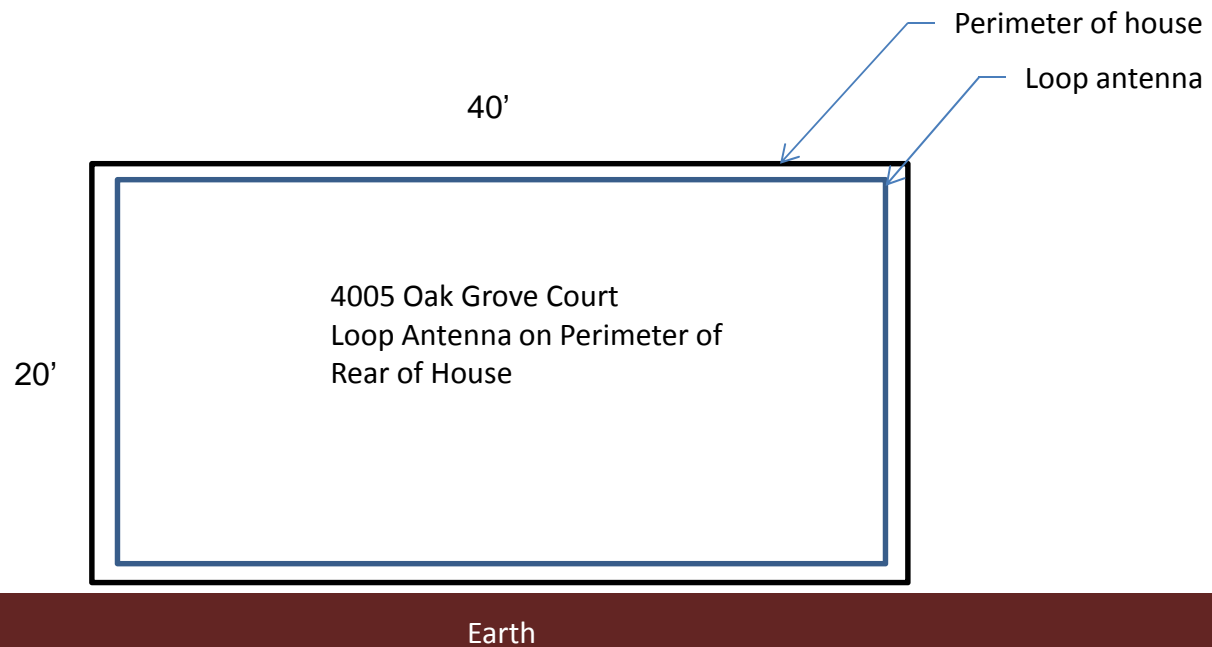 Perimeter of house
Loop antenna
40’
4005 Oak Grove Court
Loop Antenna on Perimeter of
Rear of House
20’
Earth